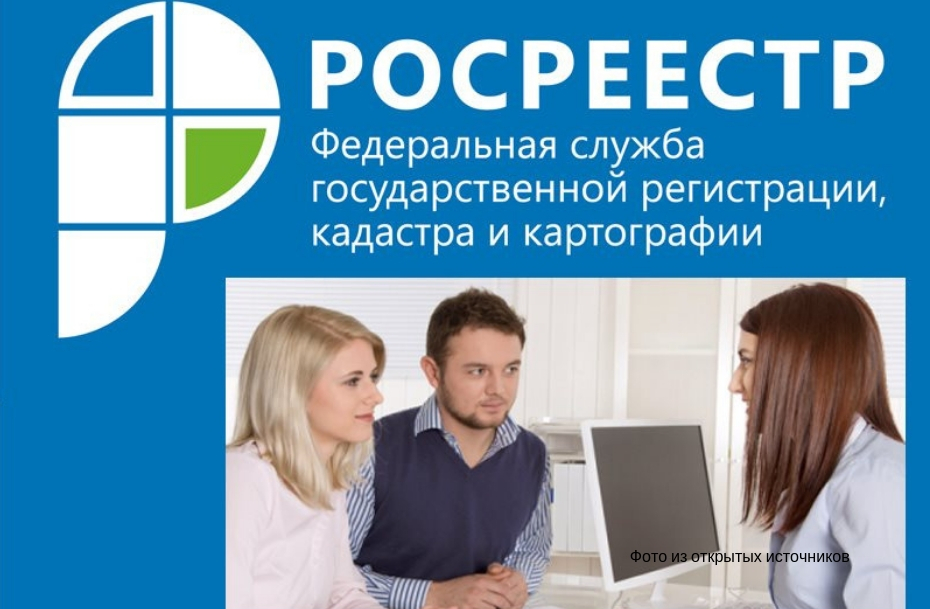 РОСРЕЕСТР
Федеральная служба
государственной регистрации,
кадастра и картографии
Фото из открытых источников